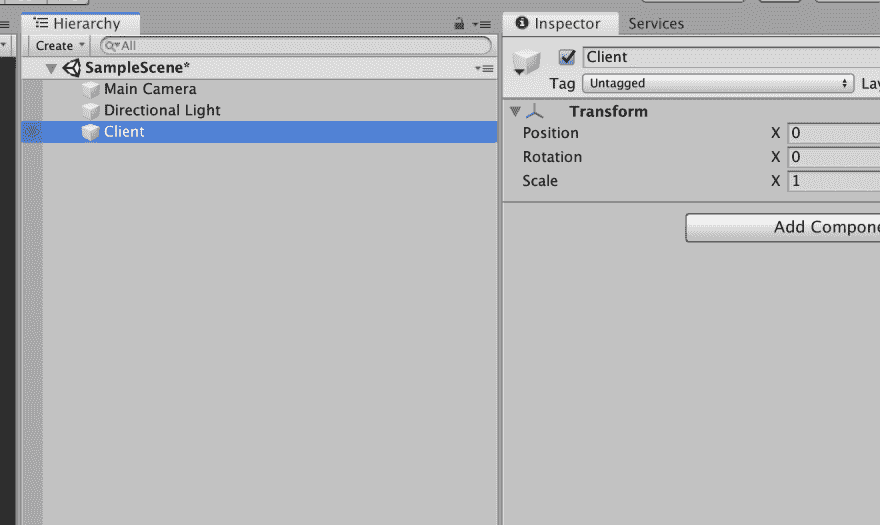 Hierarchy
Create
All
SampleScene*
Main Camera
Directional Light
Client
Inspector
Services
Client
Tag Untagged Lay
Transform
Position X 0
Rotation X 0
Scale X 1
Add Compone